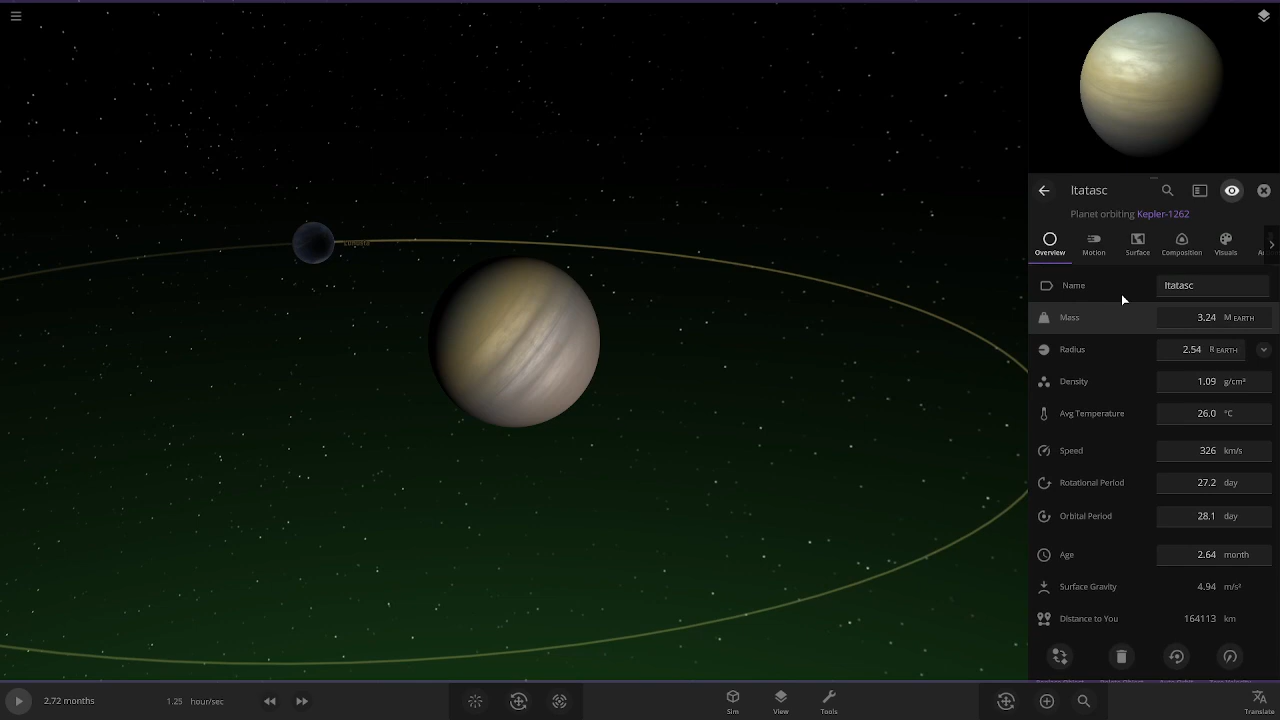 Itatasc
Planet orbiting Kepler-1262
Overview Motion Surface Composition Visuals
Name Itatasc
Mass 3.24 M EARTH
Radius 2.54 R EARTH
Density 1.09 g/cm³
Avg Temperature 26.0 °C
Speed 326 km/s
Rotational Period 27.2 day
Orbital Period 28.1 day
Age 2.64 month
Surface Gravity 4.94 m/s²
Distance to You 164113 km
2.72 months 1.25 hour/sec Sim View Tools Translate